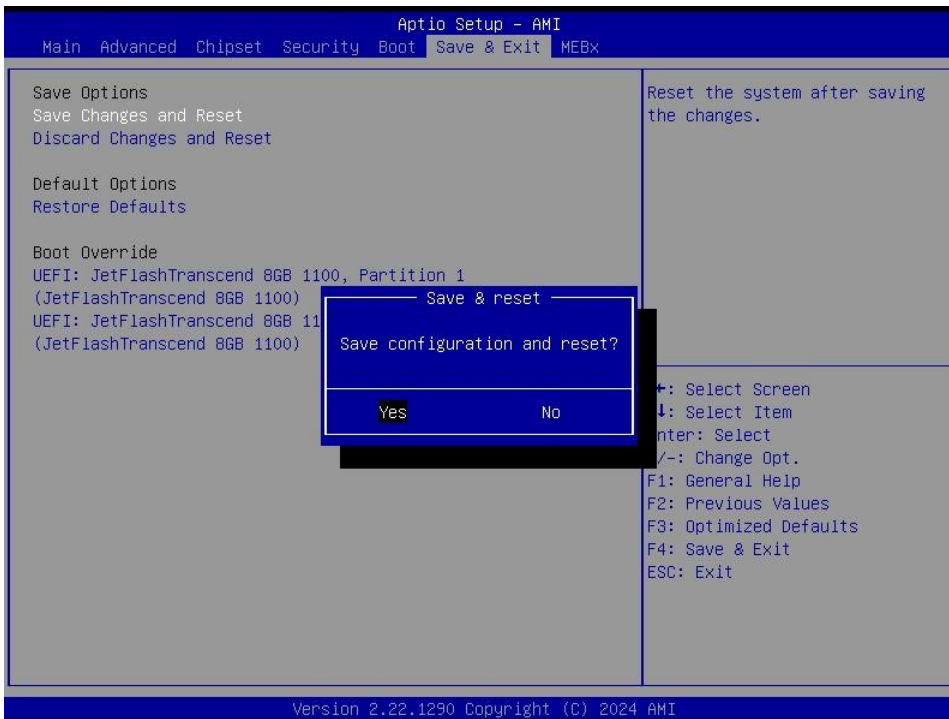 Aptio Setup – AMI
Main Advanced Chipset Security Boot Save & Exit MEBx
Save Options
Save Changes and Reset
Discard Changes and Reset
Default Options
Restore Defaults
Boot Override
UEFI: JetFlashTranscend 8GB 1100, Partition 1
(JetFlashTranscend 8GB 1100)
UEFI: JetFlashTranscend 8GB 11
(JetFlashTranscend 8GB 1100)
Save & reset
Save configuration and reset?
Yes No
Reset the system after saving
the changes.
←: Select Screen
↓: Select Item
nter: Select
/-: Change Opt.
F1: General Help
F2: Previous Values
F3: Optimized Defaults
F4: Save & Exit
ESC: Exit
Version 2.22.1290 Copyright (C) 2024 AMI